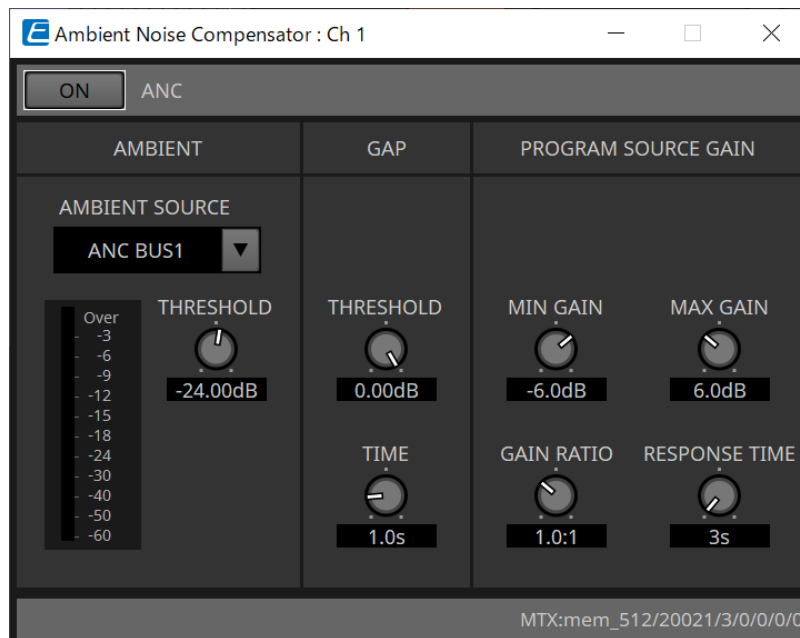 Ambient Noise Compensator : Ch 1
ON ANC
AMBIENT GAP PROGRAM SOURCE GAIN
AMBIENT SOURCE
ANC BUS1
THRESHOLD THRESHOLD MIN GAIN MAX GAIN
-24.00dB 0.00dB -6.0dB 6.0dB
Over
-3
-6
-9
-12
-15
-18
-24
-30
-40
-50
-60
TIME GAIN RATIO RESPONSE TIME
1.0s 1.0:1 3s
MTX:mem_512/20021/3/0/0/0/0